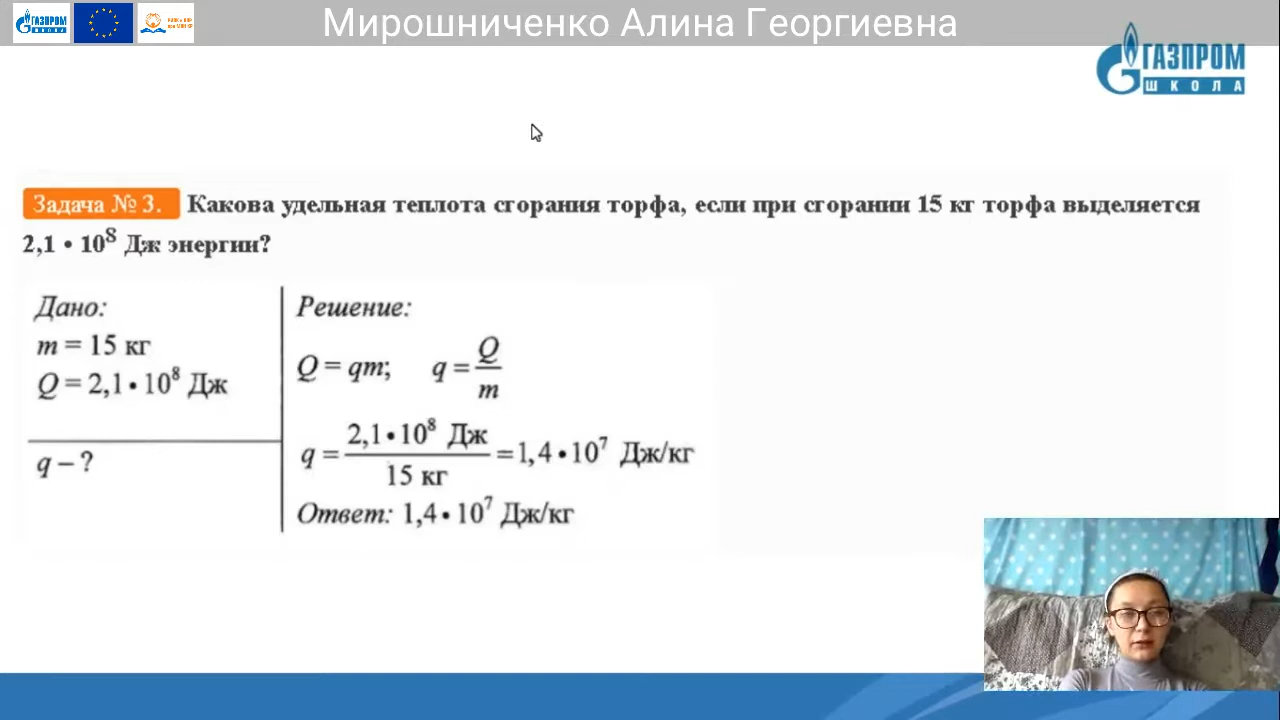 Мирошниченко Алина Георгиевна
ГАЗПРОМ
ШКОЛА
ГАЗПРОМ
ШКОЛА
Задача № 3. Какова удельная теплота сгорания торфа, если при сгорании 15 кг торфа выделяется
2,1 • 10⁸ Дж энергии?
Дано:
m = 15 кг
Q = 2,1 • 10⁸ Дж
q – ?
Решение:
Q = qm; q = Q/m
q = 2,1 • 10⁸ Дж / 15 кг = 1,4 • 10⁷ Дж/кг
Ответ: 1,4 • 10⁷ Дж/кг